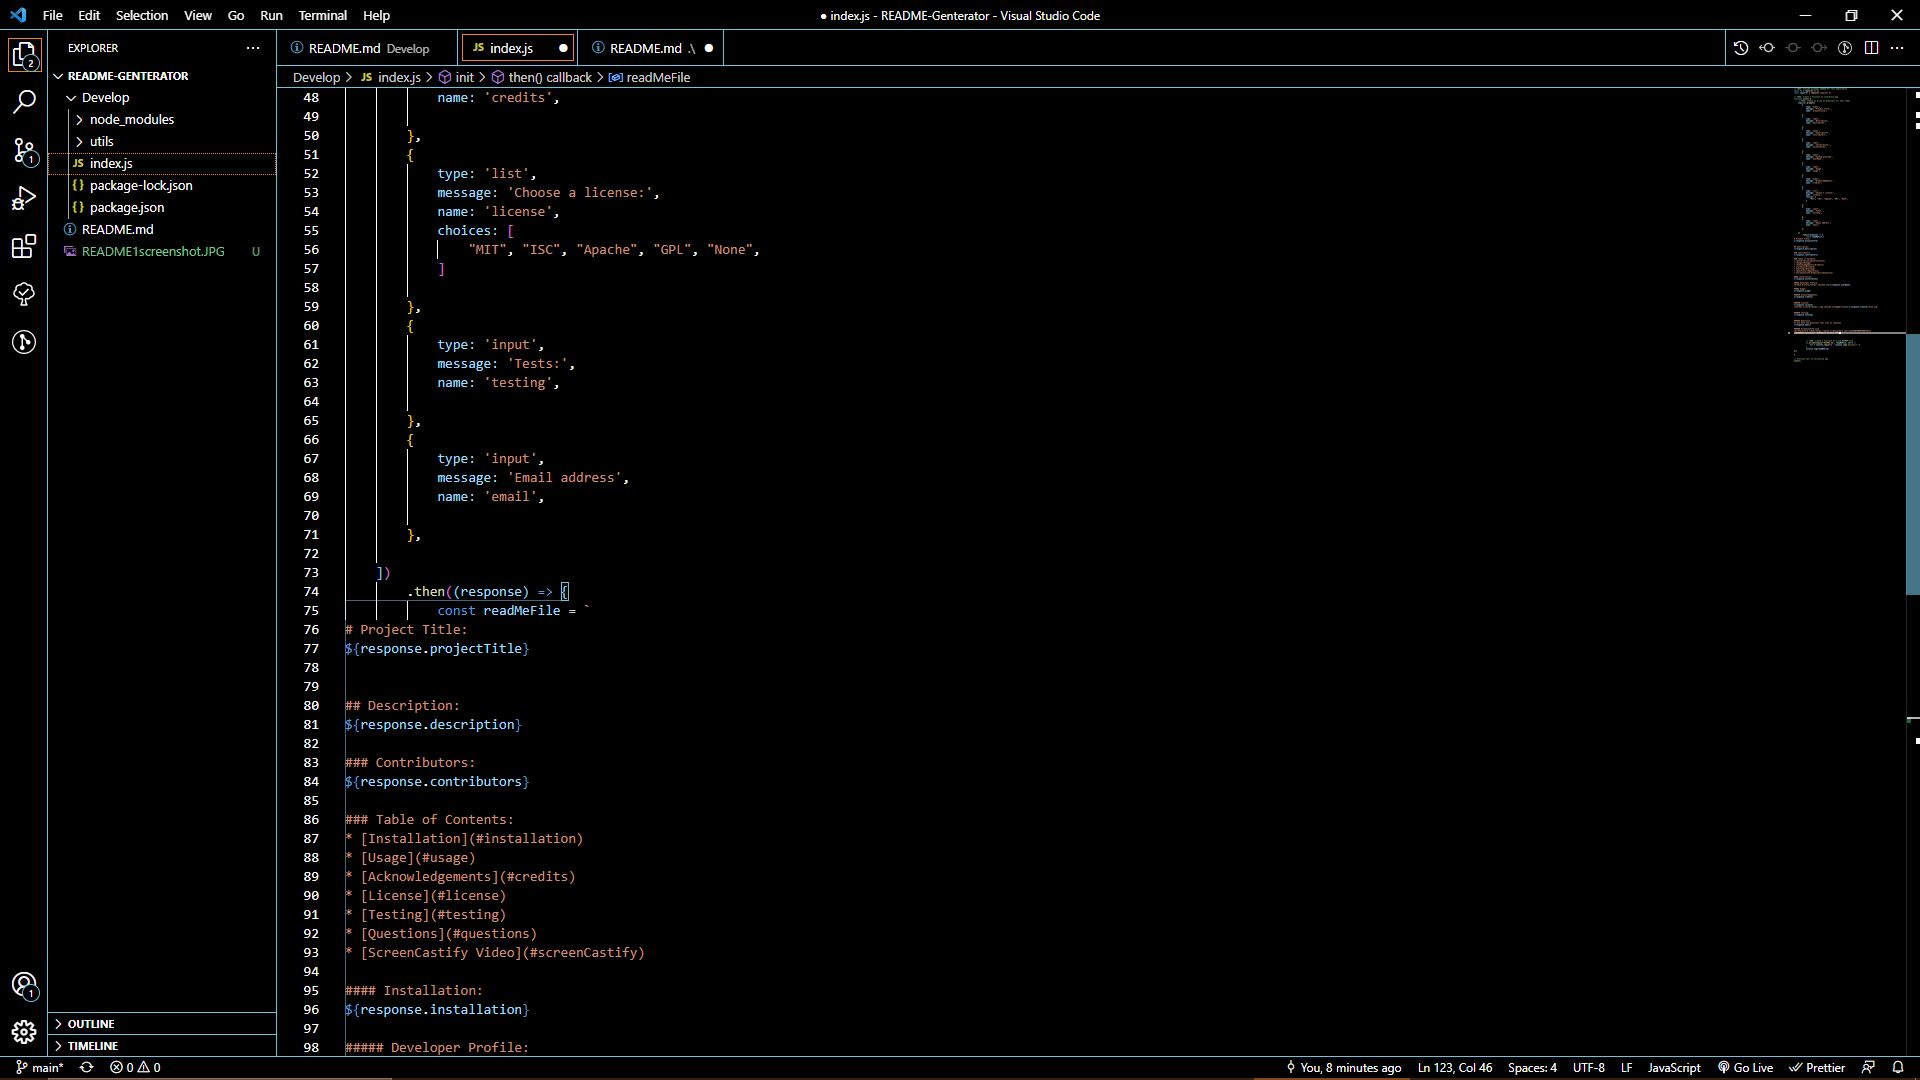 File Edit Selection View Go Run Terminal Help
● index.js - README-Genterator - Visual Studio Code
EXPLORER
README-GENTERATOR
Develop
node_modules
utils
JS index.js
{} package-lock.json
{} package.json
README.md
README1screenshot.JPG U
OUTLINE
TIMELINE
2
1
1
README.md Develop
JS index.js
README.md .\
Develop > JS index.js > init > then() callback > readMeFile
48 name: 'credits',
49
50 },
51 {
52 type: 'list',
53 message: 'Choose a license:',
54 name: 'license',
55 choices: [
56 "MIT", "ISC", "Apache", "GPL", "None",
57 ]
58
59 },
60 {
61 type: 'input',
62 message: 'Tests:',
63 name: 'testing',
64
65 },
66 {
67 type: 'input',
68 message: 'Email address',
69 name: 'email',
70
71 },
72
73 ])
74 .then((response) => {
75 const readMeFile = `
76 # Project Title:
77 ${response.projectTitle}
78
79
80 ## Description:
81 ${response.description}
82
83 ### Contributors:
84 ${response.contributors}
85
86 ### Table of Contents:
87 * [Installation](#installation)
88 * [Usage](#usage)
89 * [Acknowledgements](#credits)
90 * [License](#license)
91 * [Testing](#testing)
92 * [Questions](#questions)
93 * [ScreenCastify Video](#screenCastify)
94
95 #### Installation:
96 ${response.installation}
97
98 ##### Developer Profile:
main* 0 0
You, 8 minutes ago Ln 123, Col 46 Spaces: 4 UTF-8 LF JavaScript Go Live Prettier